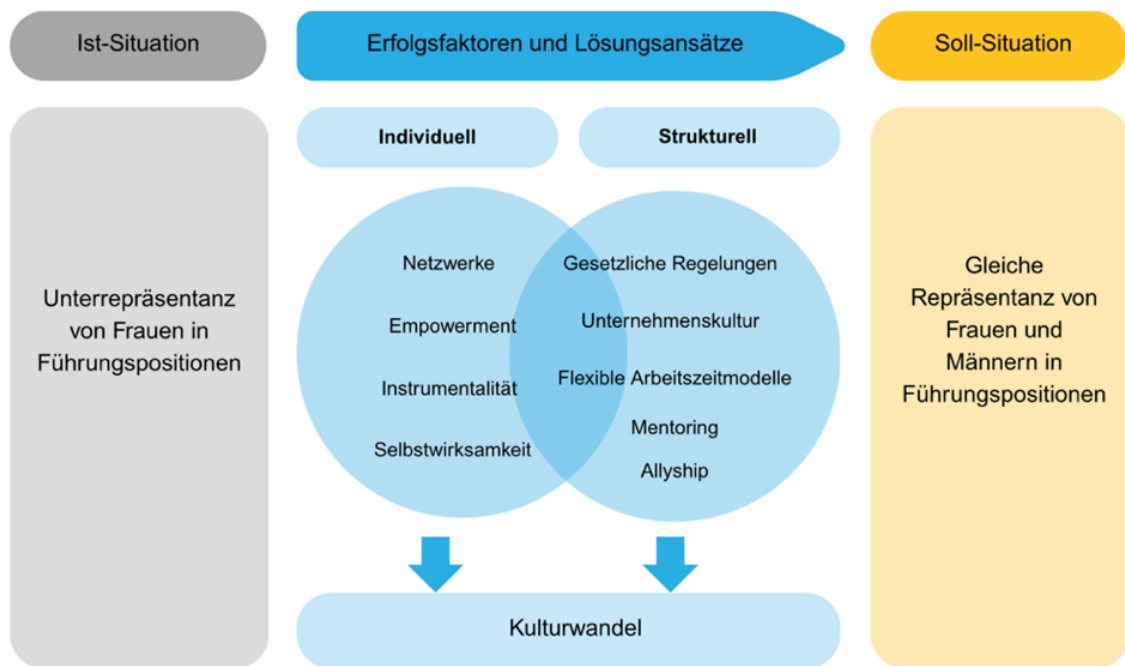 Ist-Situation
Erfolgsfaktoren und Lösungsansätze
Soll-Situation
Unterrepräsentanz
von Frauen in
Führungspositionen
Individuell
Strukturell
Netzwerke
Empowerment
Instrumentalität
Selbstwirksamkeit
Gesetzliche Regelungen
Unternehmenskultur
Flexible Arbeitszeitmodelle
Mentoring
Allyship
Kulturwandel
Gleiche
Repräsentanz von
Frauen und
Männern in
Führungspositionen